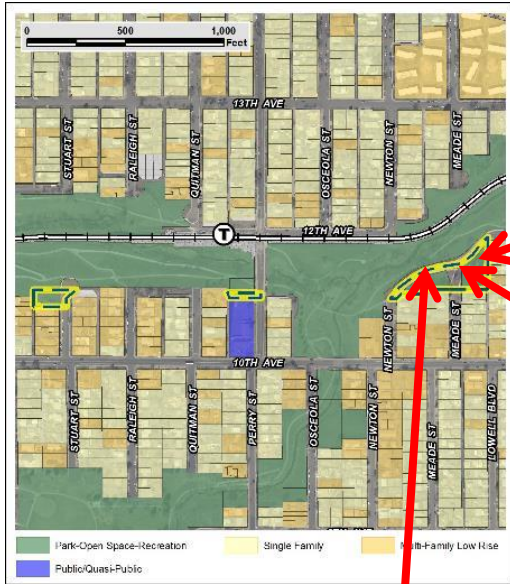 0 500 1,000
Feet
13TH AVE
STUART ST
RALEIGH ST
QUITMAN ST
OSCEOLA ST
NEWTON ST
MEADE ST
12TH AVE
T
NEWTON ST
MEADE ST
10TH AVE
STUART ST
RALEIGH ST
QUITMAN ST
PERRY ST
OSCEOLA ST
NEWTON ST
MEADE ST
LOWELL BLVD
Park-Open Space-Recreation Single Family Multi-Family Low Rise
Public/Quasi-Public